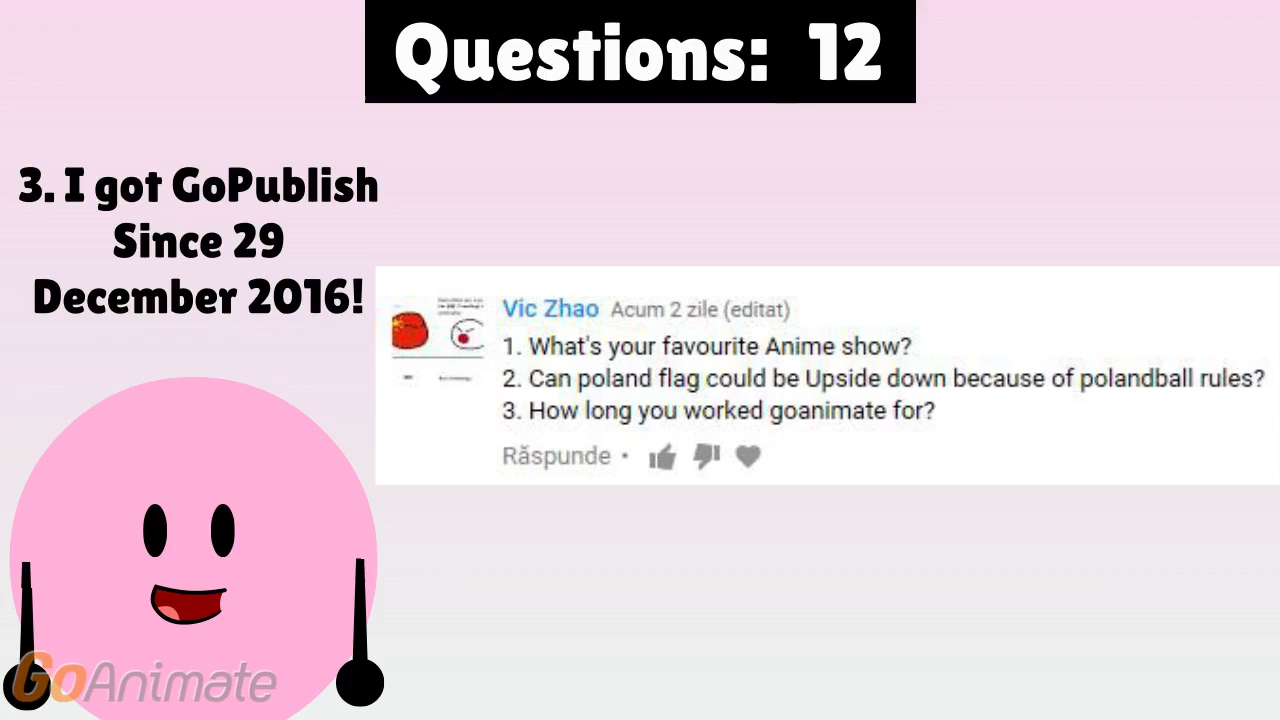 Questions: 12
3. I got GoPublish
Since 29
December 2016!
Vic Zhao Acum 2 zile (editat)
1. What's your favourite Anime show?
2. Can poland flag could be Upside down because of polandball rules?
3. How long you worked goanimate for?
Răspunde •
GoAnimate